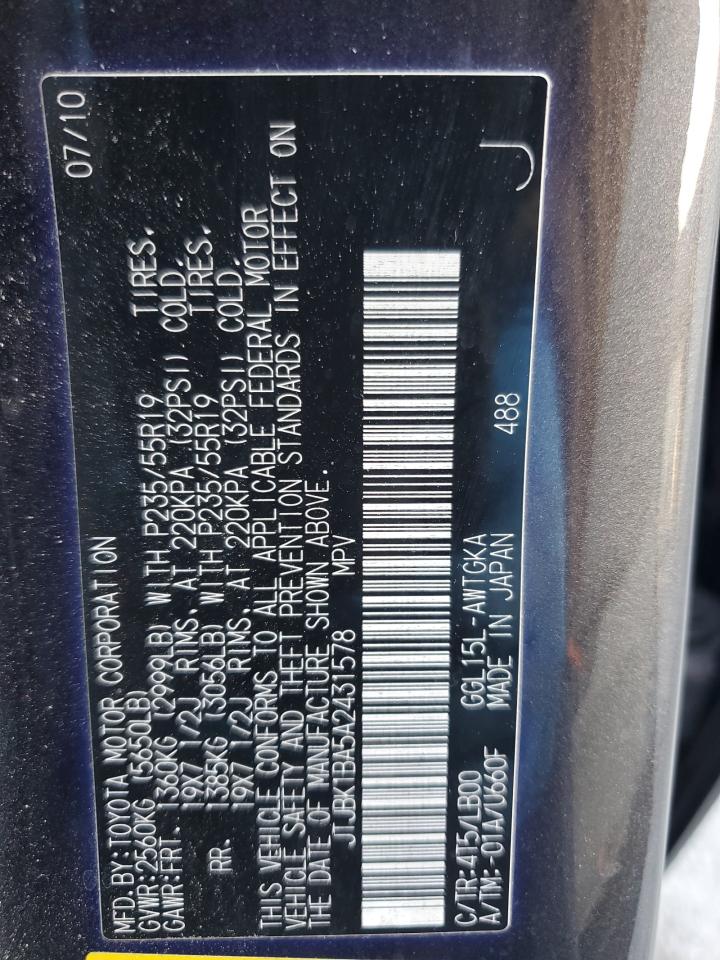 MFD.BY:TOYOTA MOTOR CORPORATION 07/10
GVWR:2560KG (5650LB)
GAWR:FRT. 1360KG (2999LB) WITH P235/55R19 TIRES.
19X7 1/2J RIMS. AT 220KPA (32PSI) COLD.
RR. 1385KG (3056LB) WITH P235/55R19 TIRES.
19X7 1/2J RIMS. AT 220KPA (32PSI) COLD.
THIS VEHICLE CONFORMS TO ALL APPLICABLE FEDERAL MOTOR
VEHICLE SAFETY AND THEFT PREVENTION STANDARDS IN EFFECT ON
THE DATE OF MANUFACTURE SHOWN ABOVE.
JTJBK1BA5A2431578 MPV
C/TR:4T5/LB00 GGL15L-AWTGKA
A/TM:-01A/U660F MADE IN JAPAN 488 J